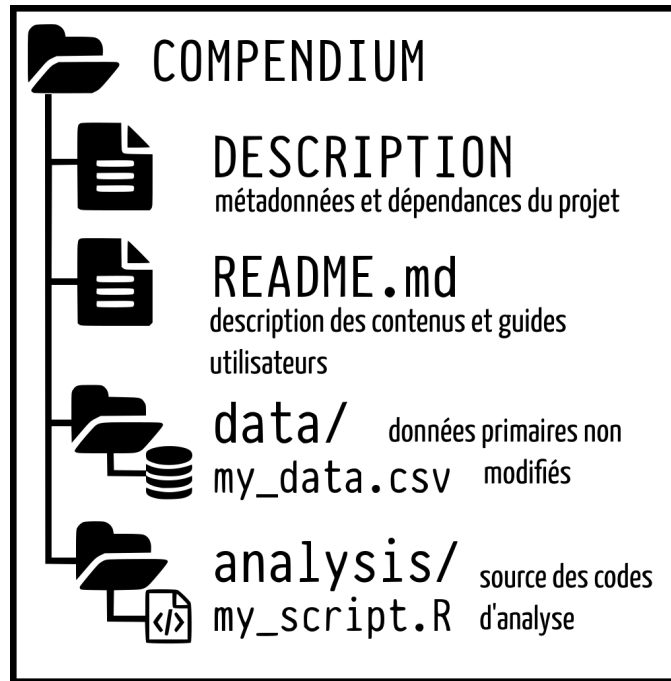 COMPENDIUM
DESCRIPTION
métadonnées et dépendances du projet
README.md
description des contenus et guides
utilisateurs
data/
données primaires non
my_data.csv
modifiés
analysis/
source des codes
</>
my_script.R
d'analyse